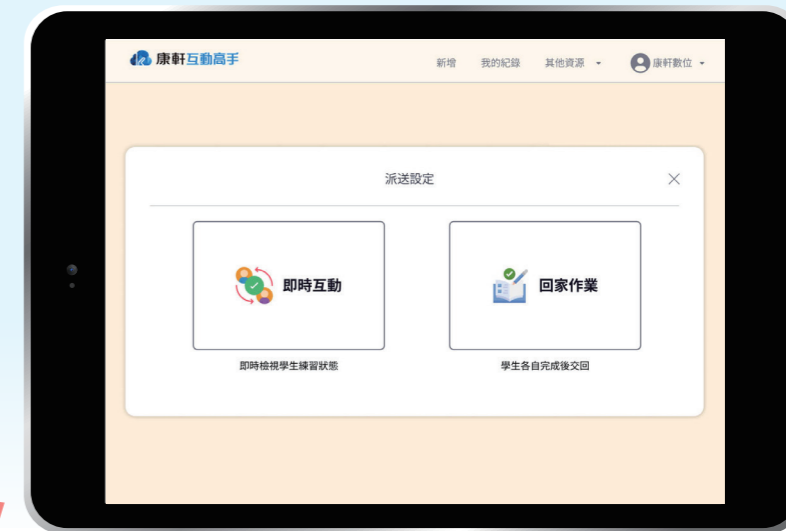 康軒互動高手
新增 我的紀錄 其他資源 康軒數位
派送設定
即時互動 回家作業
即時檢視學生練習狀態 學生各自完成後交回